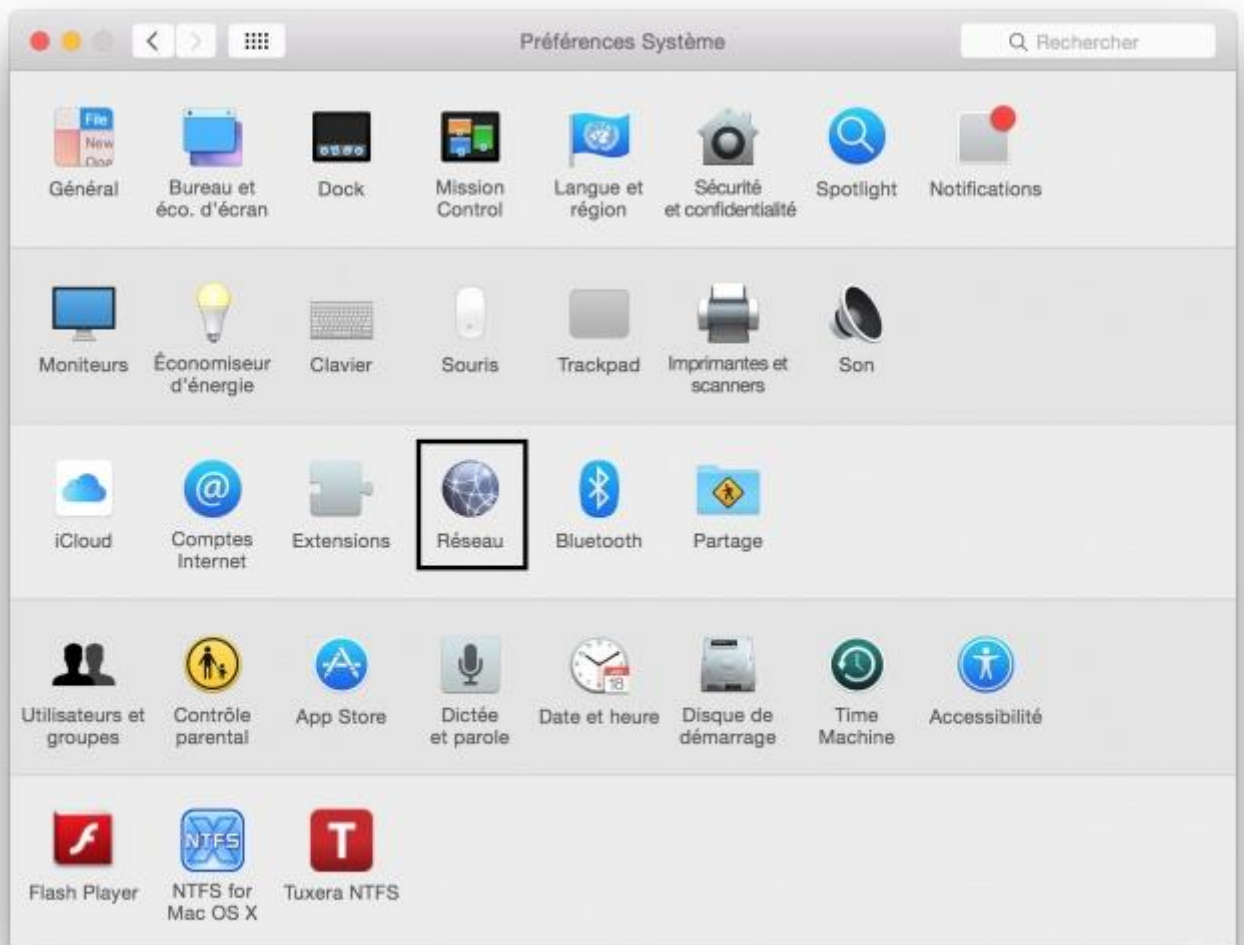 Préférences Système
Rechercher
File
New
Général
Bureau et
éco. d'écran
Dock
Mission
Control
Langue et
région
Sécurité
et confidentialité
Spotlight
Notifications
Moniteurs
Économiseur
d'énergie
Clavier
Souris
Trackpad
Imprimantes et
scanners
Son
iCloud
Comptes
Internet
Extensions
Réseau
Bluetooth
Partage
Utilisateurs et
groupes
Contrôle
parental
App Store
Dictée
et parole
18
Date et heure
Disque de
démarrage
Time
Machine
Accessibilité
Flash Player
NTFS
NTFS for
Mac OS X
T
Tuxera NTFS